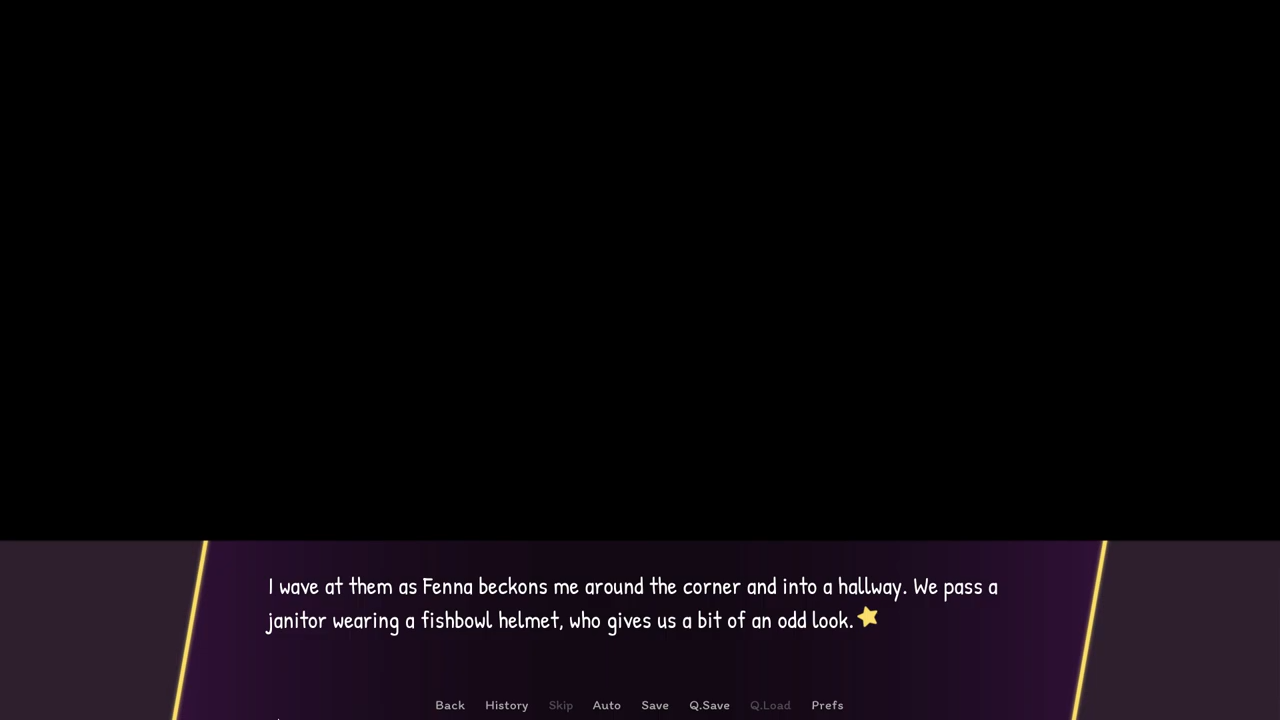 I wave at them as Fenna beckons me around the corner and into a hallway. We pass a
janitor wearing a fishbowl helmet, who gives us a bit of an odd look.
Back History Skip Auto Save Q.Save Q.Load Prefs